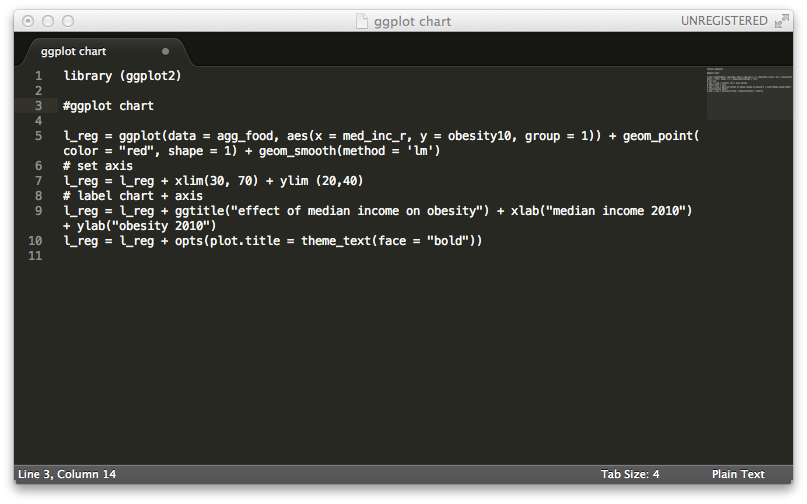 ggplot chart
UNREGISTERED
ggplot chart
1 library (ggplot2)
2
3 #ggplot chart
4
5 l_reg = ggplot(data = agg_food, aes(x = med_inc_r, y = obesity10, group = 1)) + geom_point(
color = "red", shape = 1) + geom_smooth(method = 'lm')
6 # set axis
7 l_reg = l_reg + xlim(30, 70) + ylim (20,40)
8 # label chart + axis
9 l_reg = l_reg + ggtitle("effect of median income on obesity") + xlab("median income 2010")
+ ylab("obesity 2010")
10 l_reg = l_reg + opts(plot.title = theme_text(face = "bold"))
11
Line 3, Column 14
Tab Size: 4
Plain Text